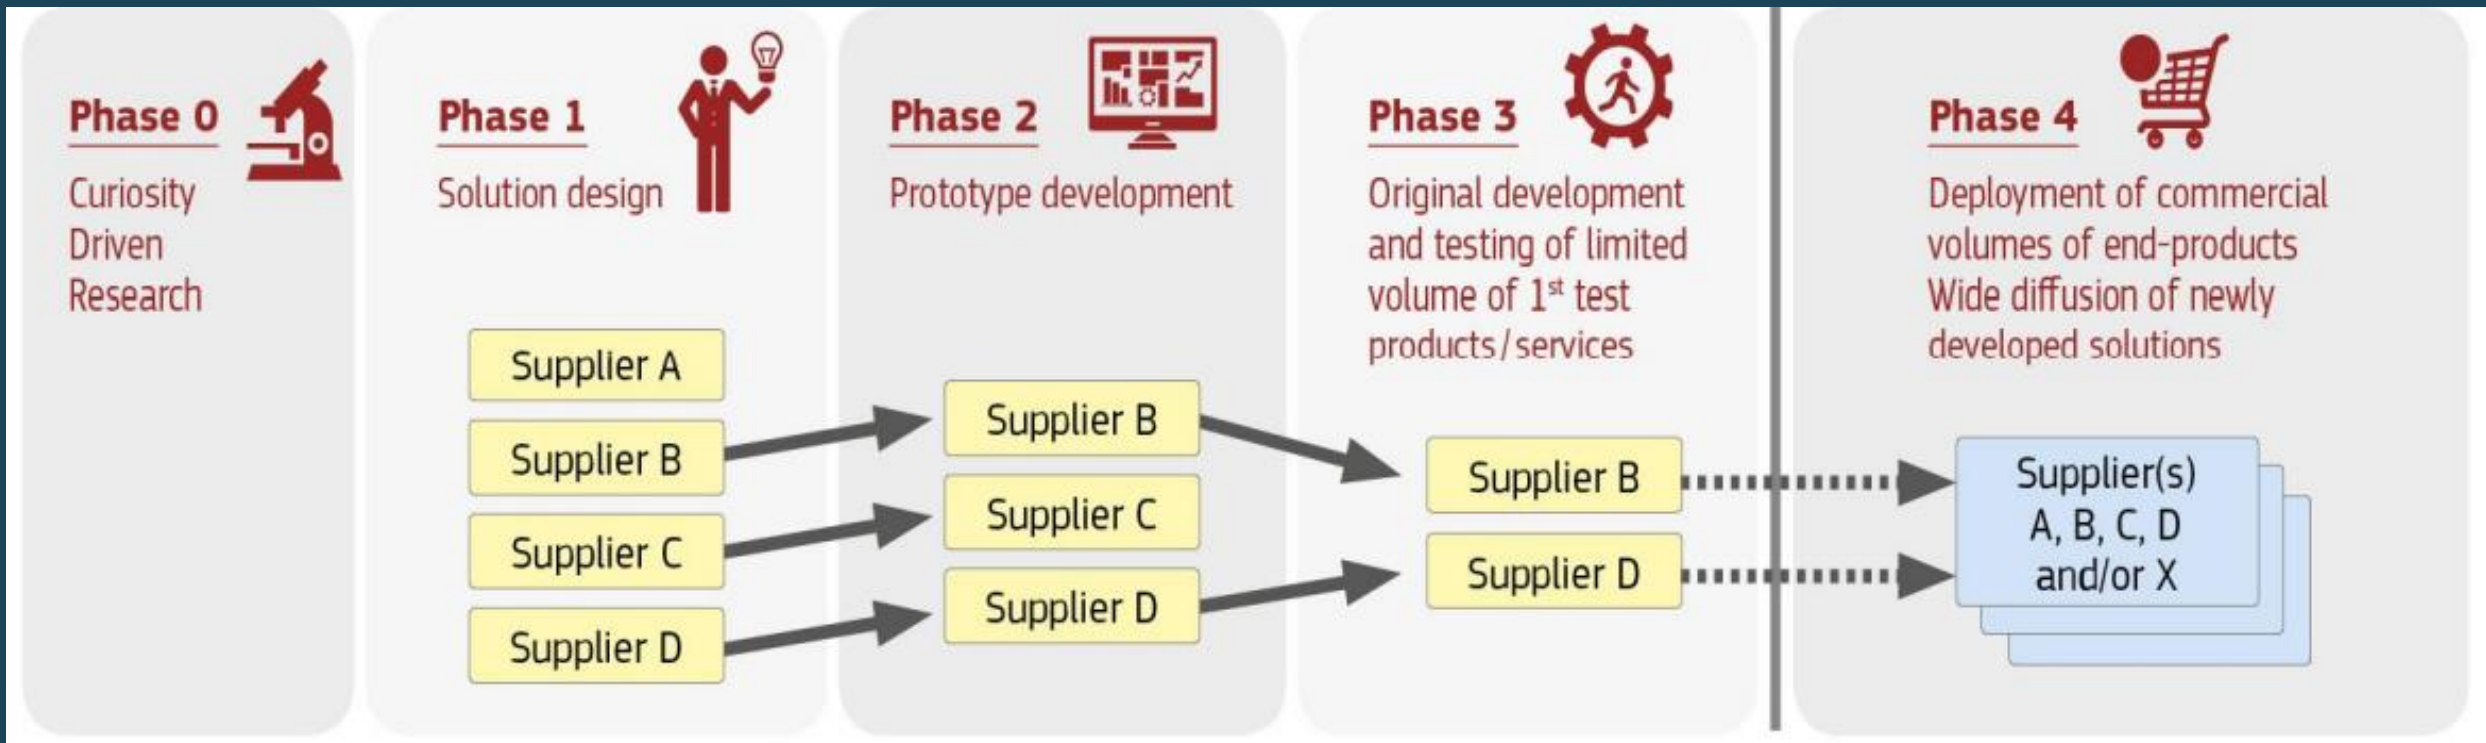 Phase 0
Curiosity
Driven
Research
Phase 1
Solution design
Supplier A
Supplier B
Supplier C
Supplier D
Phase 2
Prototype development
Supplier B
Supplier C
Supplier D
Phase 3
Original development
and testing of limited
volume of 1st test
products/services
Supplier B
Supplier D
Phase 4
Deployment of commercial
volumes of end-products
Wide diffusion of newly
developed solutions
Supplier(s)
A, B, C, D
and/or X